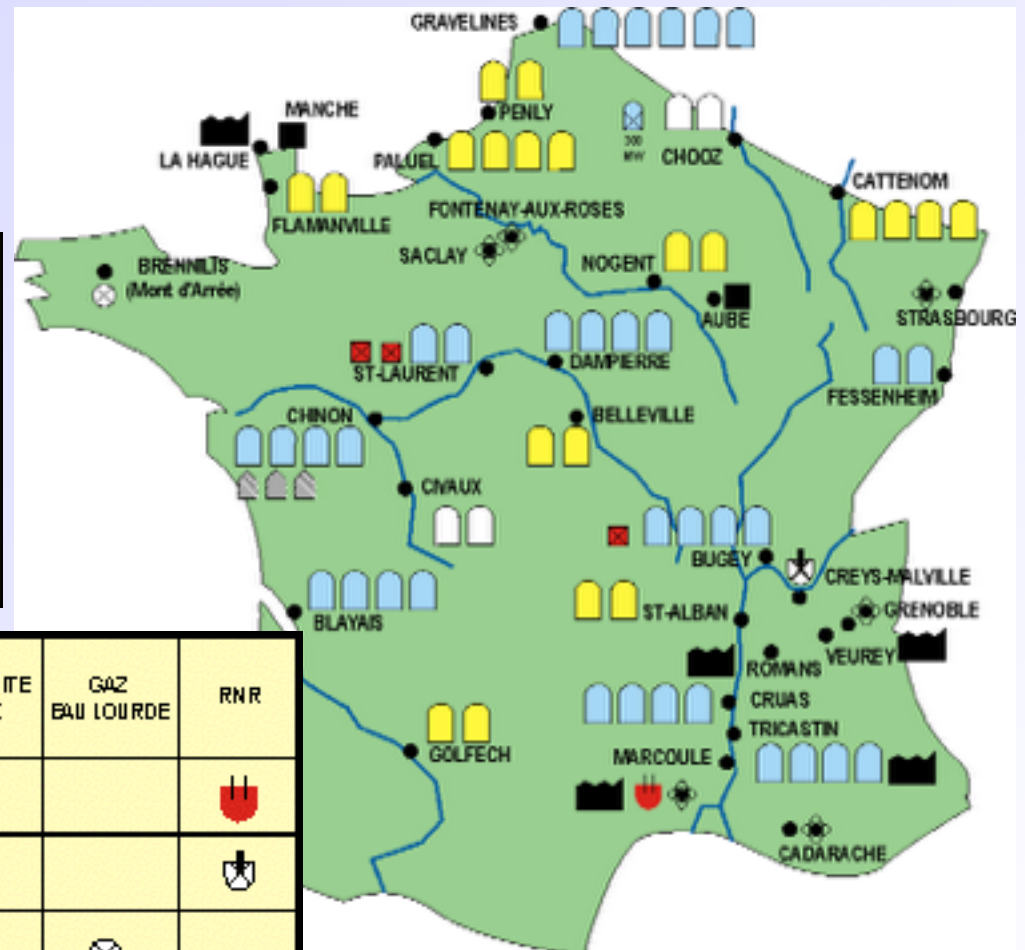 GRAVELINES
PENLY
MANCHE
LA HAGUE
PALUEL
300
MW
CHOOZ
CATTENOM
FLAMANVILLE
FONTENAY-AUX-ROSES
SACLAY
NOGENT
BRENNILIS
(Mont d'Arrée)
AUBE
STRASBOURG
ST-LAURENT
DAMPIERRE
FESSENHEIM
CHINON
BELLEVILLE
CIVAUX
BUGEY
CREYS-MALVILLE
BLAYAIS
ST-ALBAN
GRENOBLE
VEUREY
ROMANS
CRUAS
TRICASTIN
GOLFECH
MARCOULE
CADARACHE
GAZ
EAU LOURDE
RNR